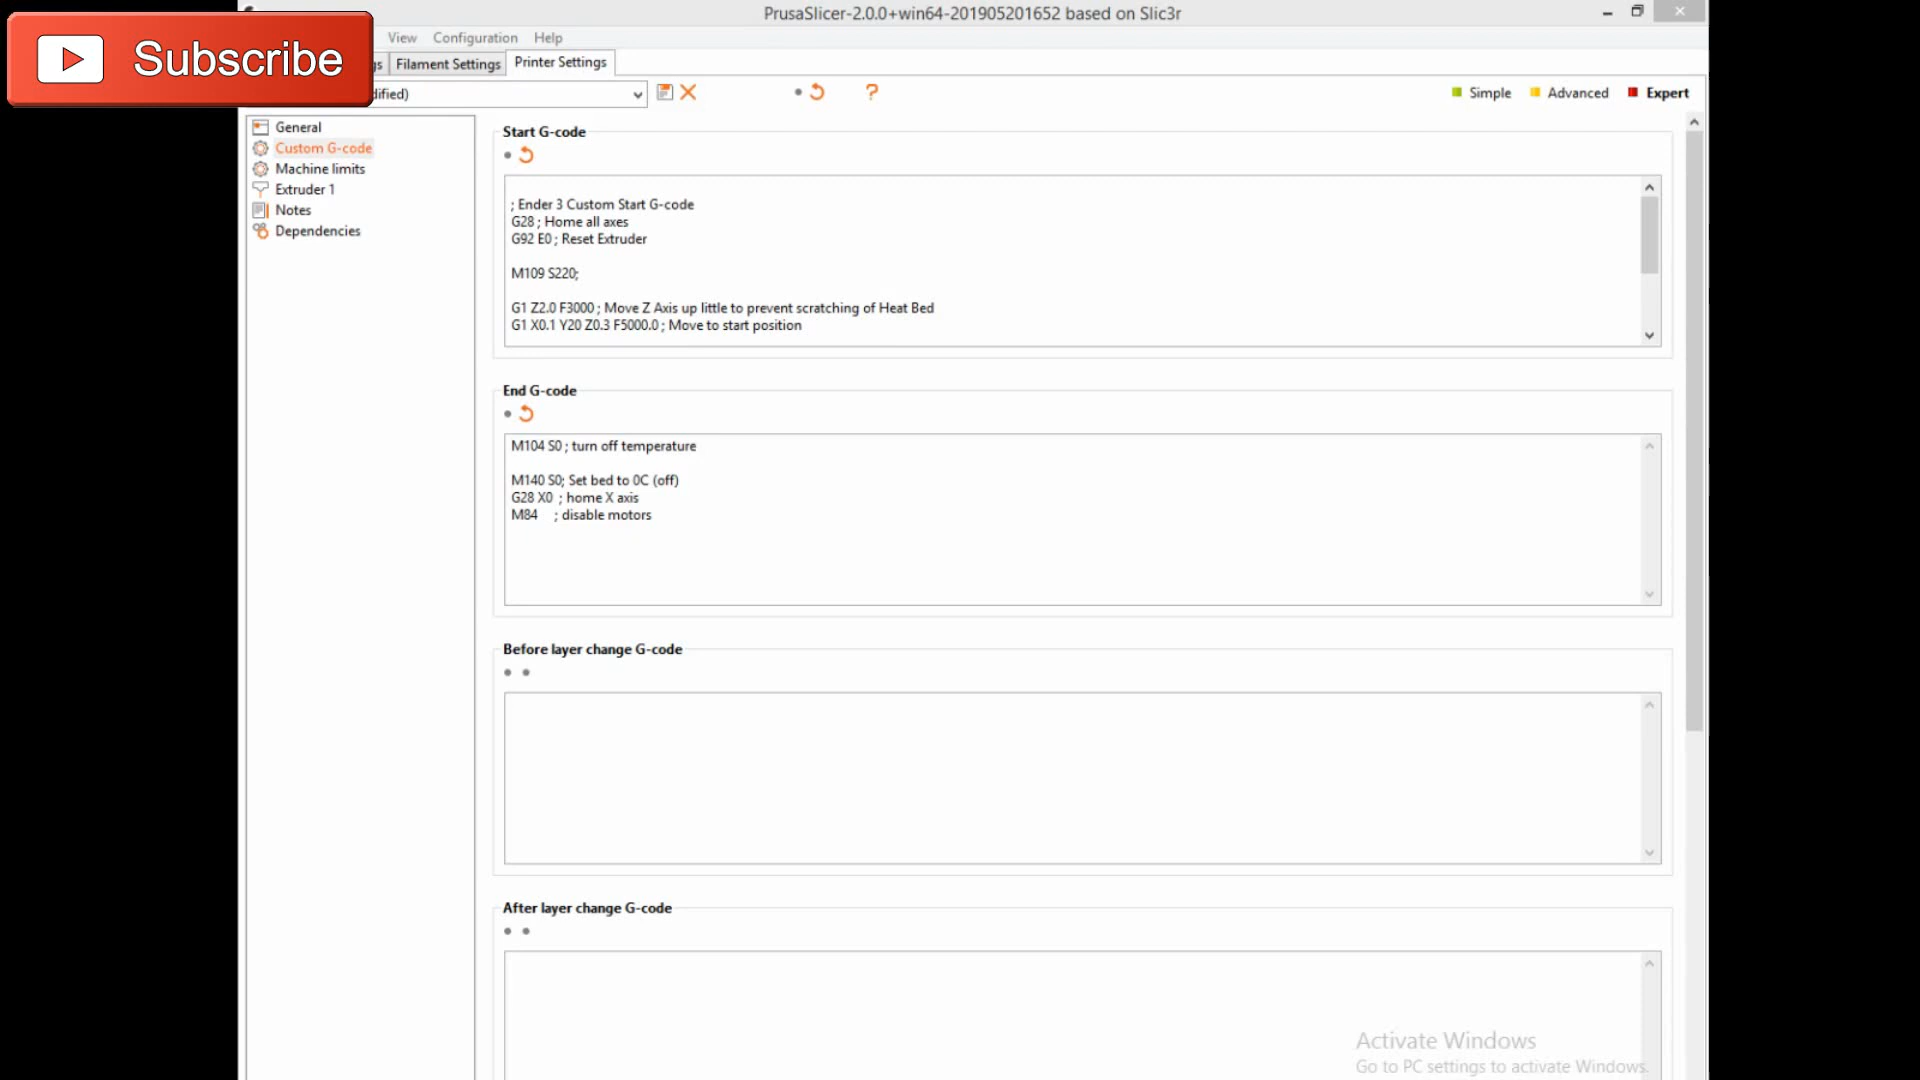 PrusaSlicer-2.0.0+win64-201905201652 based on Slic3r
Subscribe
View Configuration Help
gs Filament Settings Printer Settings
dified)
? Simple Advanced Expert
General
Custom G-code
Machine limits
Extruder 1
Notes
Dependencies
Start G-code
; Ender 3 Custom Start G-code
G28 ; Home all axes
G92 E0 ; Reset Extruder
M109 S220;
G1 Z2.0 F3000 ; Move Z Axis up little to prevent scratching of Heat Bed
G1 X0.1 Y20 Z0.3 F5000.0 ; Move to start position
End G-code
M104 S0 ; turn off temperature
M140 S0; Set bed to 0C (off)
G28 X0 ; home X axis
M84 ; disable motors
Before layer change G-code
After layer change G-code
Activate Windows
Go to PC settings to activate Windows.